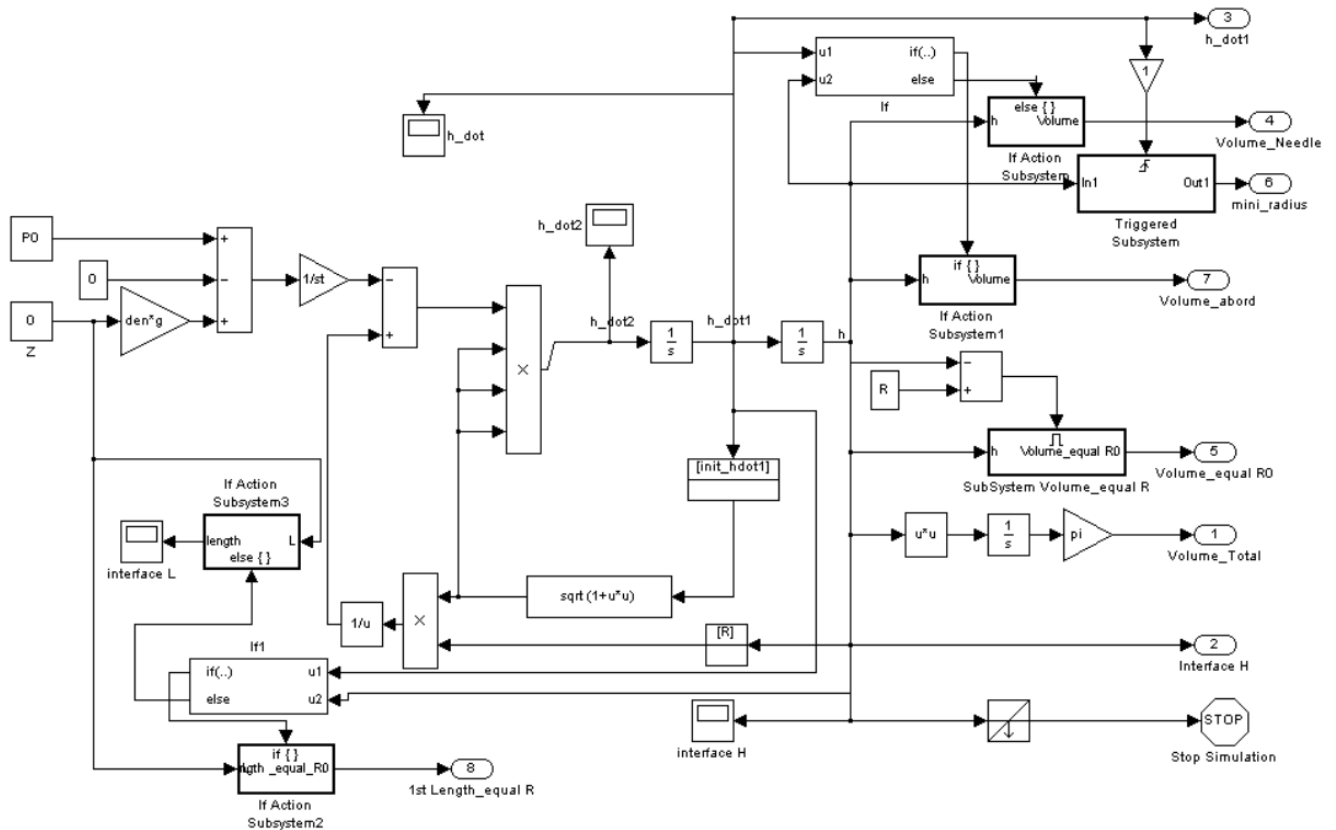 3
h_dot1
u1
if(..)
u2
else
If
1
h_dot
else { }
h
Volume
If Action
Subsystem
4
Volume_Needle
In1
Out1
Triggered
Subsystem
6
mini_radius
P0
+
0
−
0
Z
den*g
+
1/st
−
+
h_dot2
×
h_dot2
1
s
h_dot1
1
s
h
if { }
h
Volume
If Action
Subsystem1
7
Volume_abord
−
R
+
h
Volume_equal R0
SubSystem Volume_equal R
5
Volume_equal R0
[init_hdot1]
If Action
Subsystem3
length
L
else { }
interface L
u*u
1
s
pi
1
Volume_Total
sqrt(1+u*u)
×
1/u
[R]
2
Interface H
If1
if(..)
u1
else
u2
interface H
STOP
Stop Simulation
if { }
_equal_R0
If Action
Subsystem2
8
1st Length_equal R